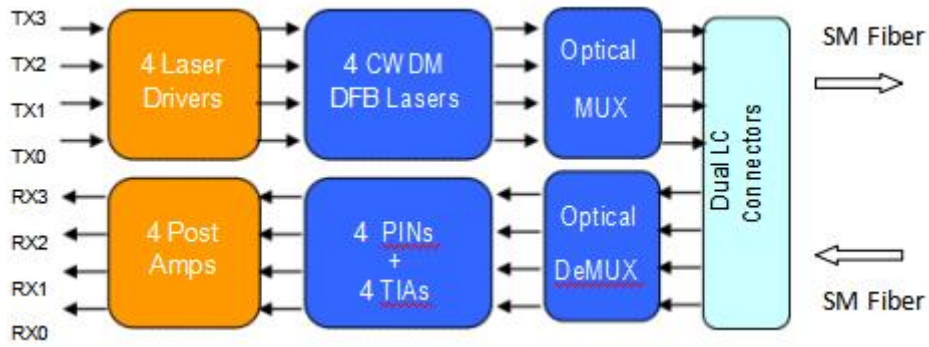 TX3
TX2
TX1
TX0
4 Laser
Drivers
4 CWDM
DFB Lasers
Optical
MUX
Dual LC
Connectors
SM Fiber
RX3
RX2
RX1
RX0
4 Post
Amps
4 PINs
+
4 TIAs
Optical
DeMUX
SM Fiber